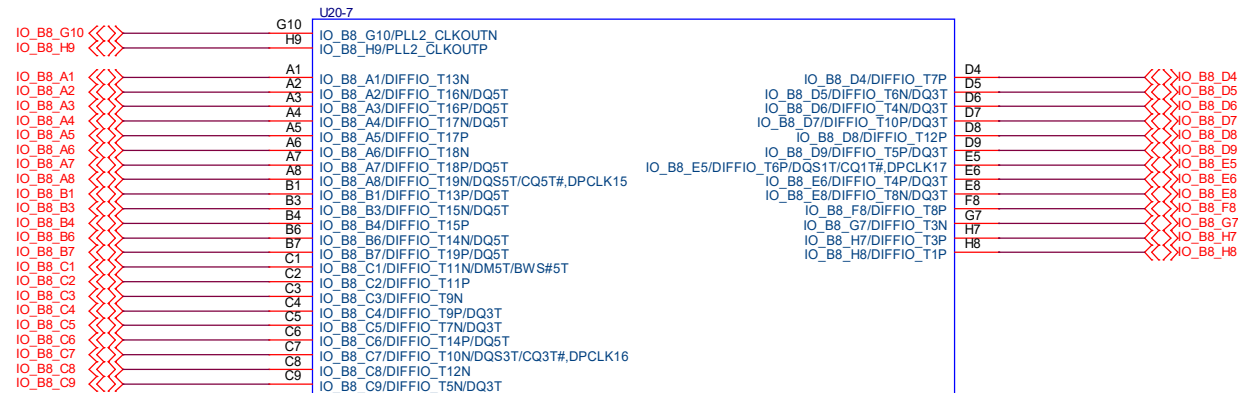 U20-7
IO_B8_G10 G10 IO_B8_G10/PLL2_CLKOUTN
IO_B8_H9 H9 IO_B8_H9/PLL2_CLKOUTP
IO_B8_A1 A1 IO_B8_A1/DIFFIO_T13N IO_B8_D4/DIFFIO_T7P D4 IO_B8_D4
IO_B8_A2 A2 IO_B8_A2/DIFFIO_T16N/DQ5T IO_B8_D5/DIFFIO_T6N/DQ3T D5 IO_B8_D5
IO_B8_A3 A3 IO_B8_A3/DIFFIO_T16P/DQ5T IO_B8_D6/DIFFIO_T4N/DQ3T D6 IO_B8_D6
IO_B8_A4 A4 IO_B8_A4/DIFFIO_T17N/DQ5T IO_B8_D7/DIFFIO_T10P/DQ3T D7 IO_B8_D7
IO_B8_A5 A5 IO_B8_A5/DIFFIO_T17P IO_B8_D8/DIFFIO_T12P D8 IO_B8_D8
IO_B8_A6 A6 IO_B8_A6/DIFFIO_T18N IO_B8_D9/DIFFIO_T5P/DQ3T D9 IO_B8_D9
IO_B8_A7 A7 IO_B8_A7/DIFFIO_T18P/DQ5T IO_B8_E5/DIFFIO_T6P/DQS1T/CQ1T#,DPCLK17 E5 IO_B8_E5
IO_B8_A8 A8 IO_B8_A8/DIFFIO_T19N/DQS5T/CQ5T#,DPCLK15 IO_B8_E6/DIFFIO_T4P/DQ3T E6 IO_B8_E6
IO_B8_B1 B1 IO_B8_B1/DIFFIO_T13P/DQ5T IO_B8_E8/DIFFIO_T8N/DQ3T E8 IO_B8_E8
IO_B8_B3 B3 IO_B8_B3/DIFFIO_T15N/DQ5T IO_B8_F8/DIFFIO_T8P F8 IO_B8_F8
IO_B8_B4 B4 IO_B8_B4/DIFFIO_T15P IO_B8_G7/DIFFIO_T3N G7 IO_B8_G7
IO_B8_B6 B6 IO_B8_B6/DIFFIO_T14N/DQ5T IO_B8_H7/DIFFIO_T3P H7 IO_B8_H7
IO_B8_B7 B7 IO_B8_B7/DIFFIO_T19P/DQ5T IO_B8_H8/DIFFIO_T1P H8 IO_B8_H8
IO_B8_C1 C1 IO_B8_C1/DIFFIO_T11N/DM5T/BWS#5T
IO_B8_C2 C2 IO_B8_C2/DIFFIO_T11P
IO_B8_C3 C3 IO_B8_C3/DIFFIO_T9N
IO_B8_C4 C4 IO_B8_C4/DIFFIO_T9P/DQ3T
IO_B8_C5 C5 IO_B8_C5/DIFFIO_T7N/DQ3T
IO_B8_C6 C6 IO_B8_C6/DIFFIO_T14P/DQ5T
IO_B8_C7 C7 IO_B8_C7/DIFFIO_T10N/DQS3T/CQ3T#,DPCLK16
IO_B8_C8 C8 IO_B8_C8/DIFFIO_T12N
IO_B8_C9 C9 IO_B8_C9/DIFFIO_T5N/DQ3T